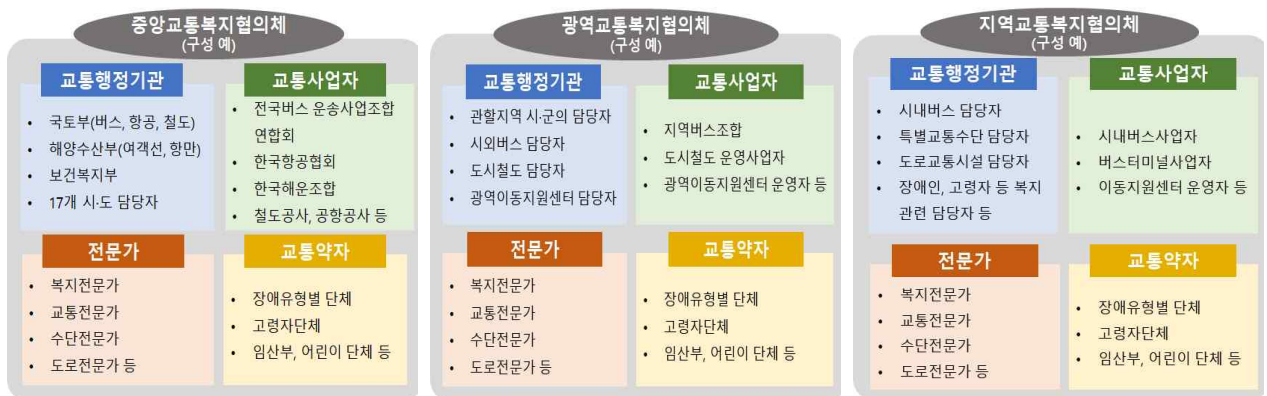 중앙교통복지협의체
(구성 예)
교통행정기관
• 국토부(버스, 항공, 철도)
• 해양수산부(여객선, 항만)
• 보건복지부
• 17개 시·도 담당자
교통사업자
• 전국버스 운송사업조합
연합회
• 한국항공협회
• 한국해운조합
• 철도공사, 공항공사 등
전문가
• 복지전문가
• 교통전문가
• 수단전문가
• 도로전문가 등
교통약자
• 장애유형별 단체
• 고령자단체
• 임산부, 어린이 단체 등
광역교통복지협의체
(구성 예)
교통행정기관
• 관할지역 시·군의 담당자
• 시외버스 담당자
• 도시철도 담당자
• 광역이동지원센터 담당자
교통사업자
• 지역버스조합
• 도시철도 운영사업자
• 광역이동지원센터 운영자 등
전문가
• 복지전문가
• 교통전문가
• 수단전문가
• 도로전문가 등
교통약자
• 장애유형별 단체
• 고령자단체
• 임산부, 어린이 단체 등
지역교통복지협의체
(구성 예)
교통행정기관
• 시내버스 담당자
• 특별교통수단 담당자
• 도로교통시설 담당자
• 장애인, 고령자 등 복지
관련 담당자 등
교통사업자
• 시내버스사업자
• 버스터미널사업자
• 이동지원센터 운영자 등
전문가
• 복지전문가
• 교통전문가
• 수단전문가
• 도로전문가 등
교통약자
• 장애유형별 단체
• 고령자단체
• 임산부, 어린이 단체 등